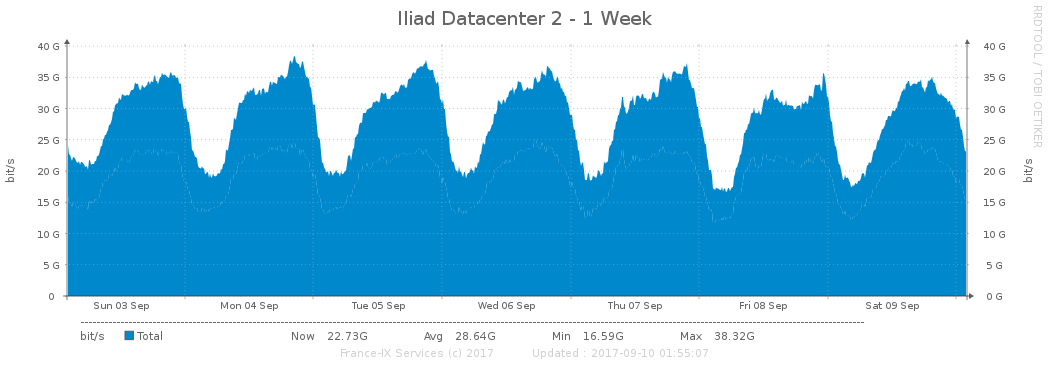 Iliad Datacenter 2 - 1 Week
RRDTOOL / TOBI OETIKER
bit/s
40 G 40 G
35 G 35 G
30 G 30 G
25 G 25 G
20 G 20 G
15 G 15 G
10 G 10 G
5 G 5 G
0 0 G
bit/s
Sun 03 Sep Mon 04 Sep Tue 05 Sep Wed 06 Sep Thu 07 Sep Fri 08 Sep Sat 09 Sep
bit/s Total Now 22.73G Avg 28.64G Min 16.59G Max 38.32G
France-IX Services (c) 2017 Updated : 2017-09-10 01:55:07